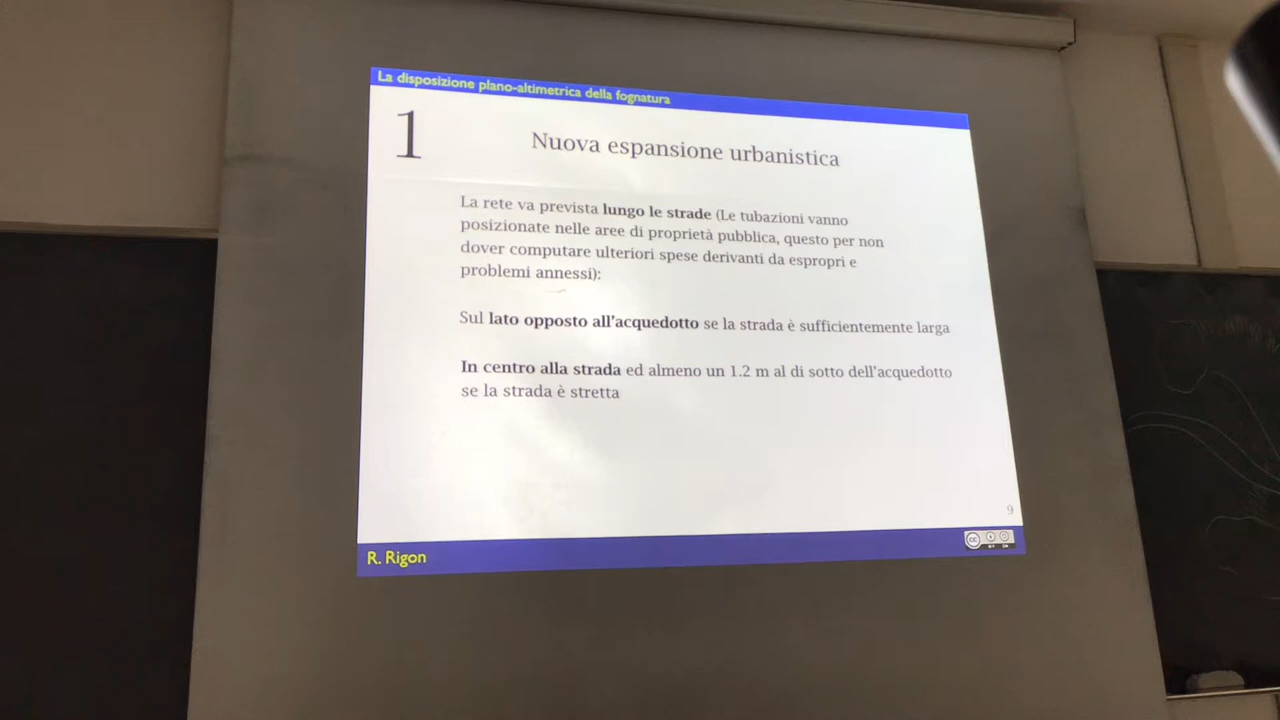 La disposizione plano-altimetrica della fognatura
1
Nuova espansione urbanistica
La rete va prevista lungo le strade (Le tubazioni vanno
posizionate nelle aree di proprietà pubblica, questo per non
dover computare ulteriori spese derivanti da espropri e
problemi annessi):
Sul lato opposto all'acquedotto se la strada è sufficientemente larga
In centro alla strada ed almeno un 1.2 m al di sotto dell'acquedotto
se la strada è stretta
9
R. Rigon
cc